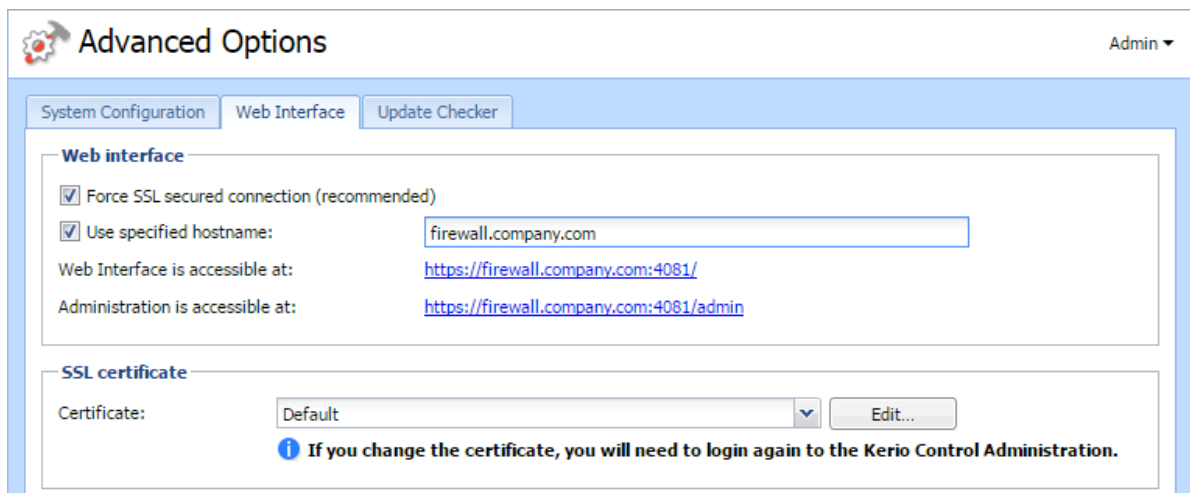 Advanced Options
Admin
System Configuration Web Interface Update Checker
Web interface
Force SSL secured connection (recommended)
Use specified hostname: firewall.company.com
Web Interface is accessible at: https://firewall.company.com:4081/
Administration is accessible at: https://firewall.company.com:4081/admin
SSL certificate
Certificate: Default Edit...
If you change the certificate, you will need to login again to the Kerio Control Administration.